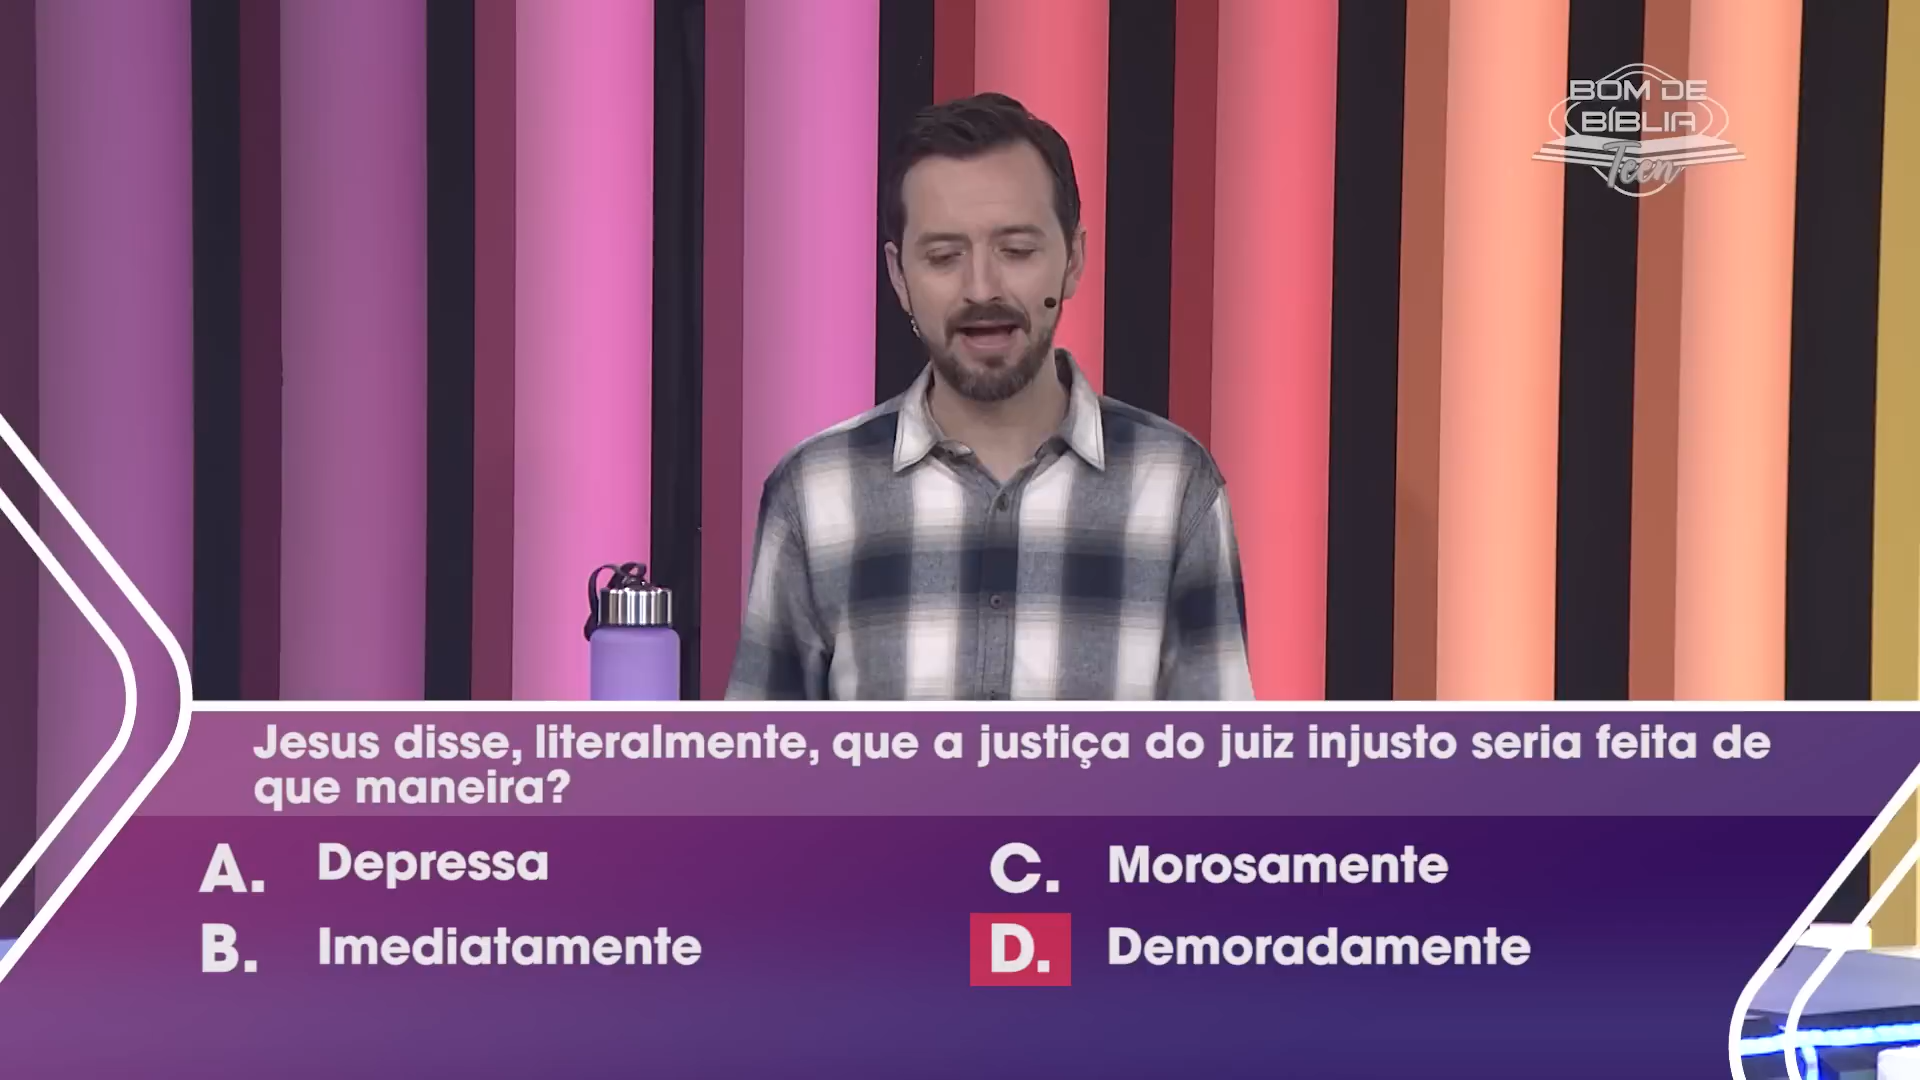 BOM DE
BÍBLIA
Teen
Jesus disse, literalmente, que a justiça do juiz injusto seria feita de
que maneira?
A. Depressa
B. Imediatamente
C. Morosamente
D. Demoradamente